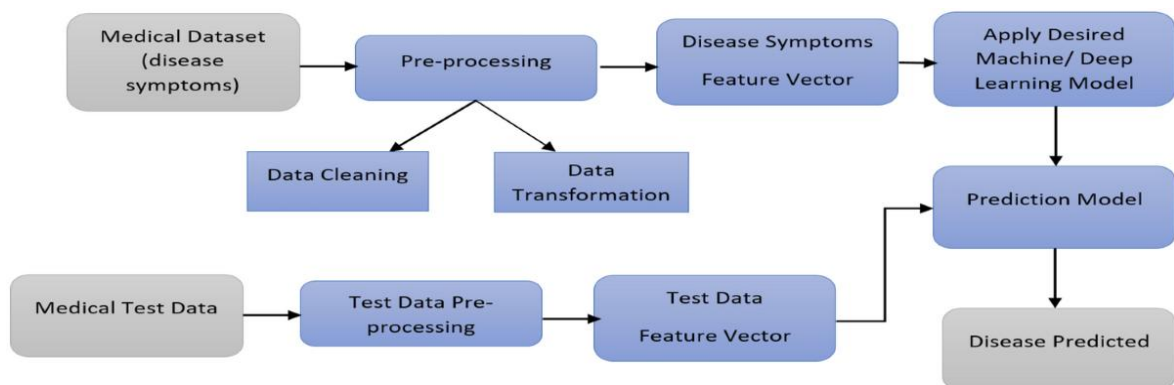 Medical Dataset
(disease
symptoms)
Pre-processing
Disease Symptoms
Feature Vector
Apply Desired
Machine/ Deep
Learning Model
Data Cleaning
Data
Transformation
Prediction Model
Medical Test Data
Test Data Pre-
processing
Test Data
Feature Vector
Disease Predicted